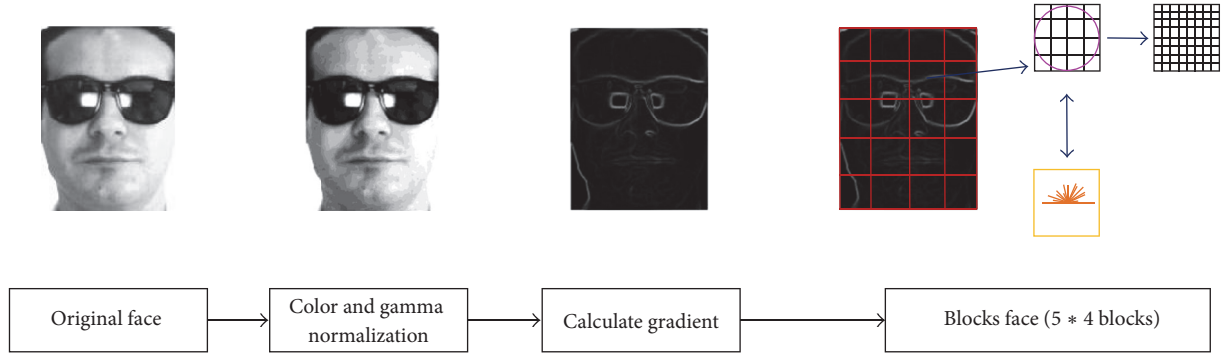 Original face
Color and gamma
normalization
Calculate gradient
Blocks face (5 * 4 blocks)